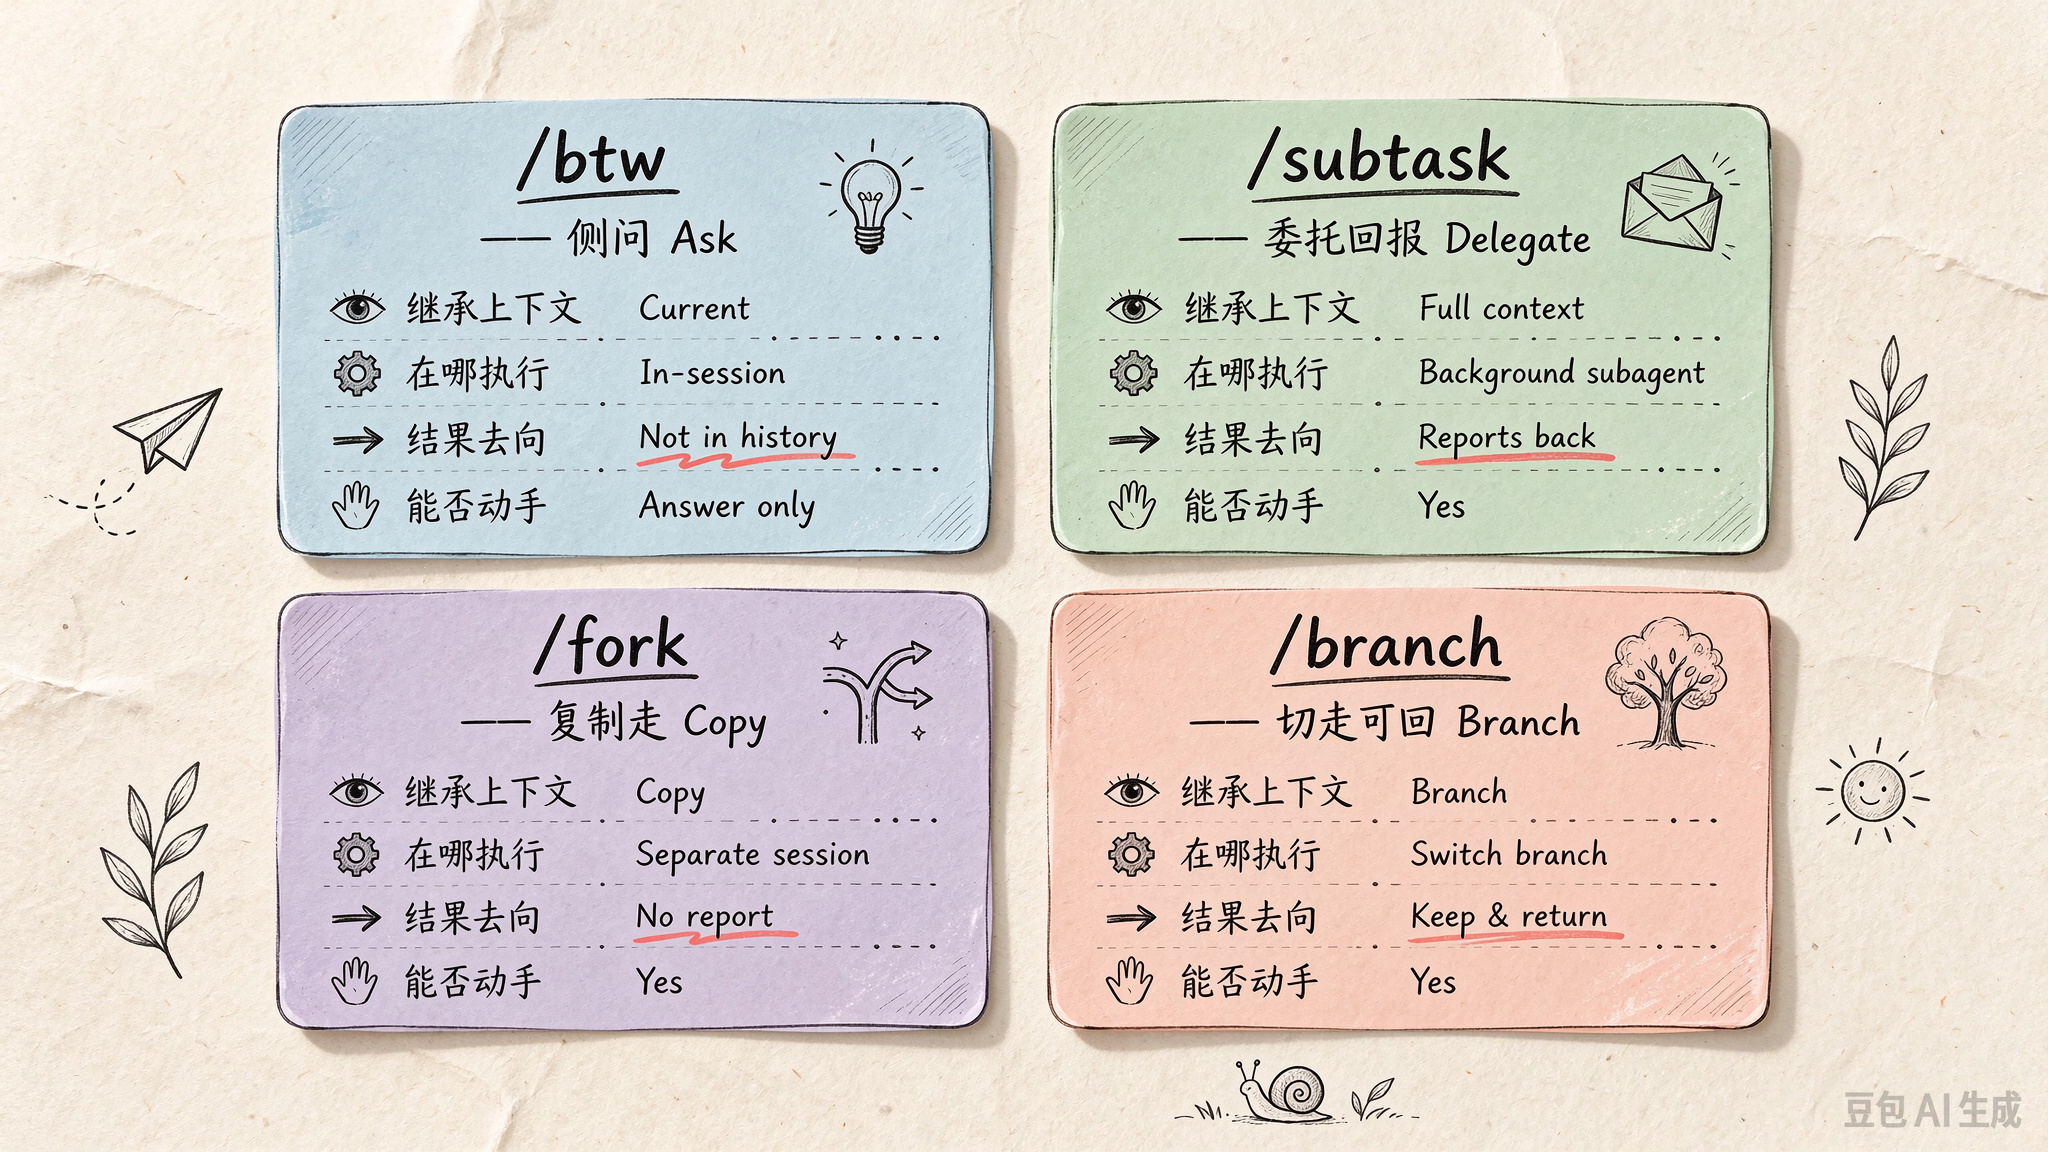 /btw
—— 侧问 Ask
继承上下文 Current
在哪执行 In-session
结果去向 Not in history
能否动手 Answer only
/subtask
—— 委托回报 Delegate
继承上下文 Full context
在哪执行 Background subagent
结果去向 Reports back
能否动手 Yes
/fork
—— 复制走 Copy
继承上下文 Copy
在哪执行 Separate session
结果去向 No report
能否动手 Yes
/branch
—— 切走可回 Branch
继承上下文 Branch
在哪执行 Switch branch
结果去向 Keep & return
能否动手 Yes
豆包 AI 生成